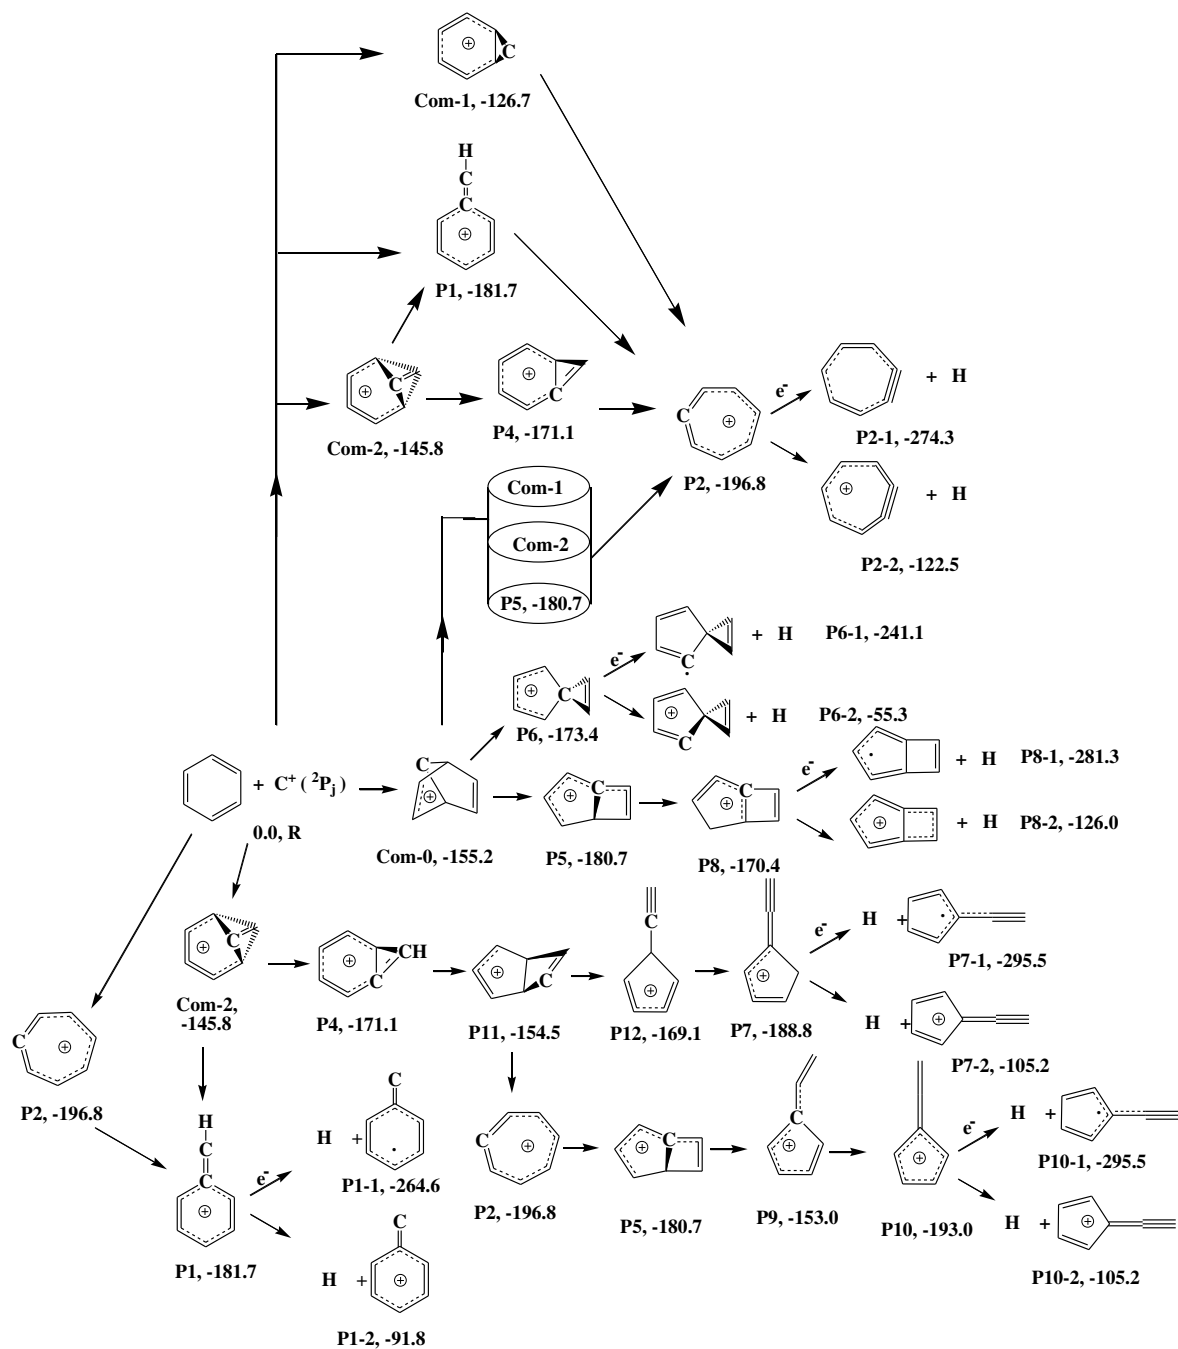 C
Com-1, -126.7
H
C
C
P1, -181.7
C
Com-2, -145.8
C
P4, -171.1
C
P2, -196.8
e-
+ H
P2-1, -274.3
+ H
P2-2, -122.5
Com-1
Com-2
P5, -180.7
C
P6, -173.4
e-
C
+ H
P6-1, -241.1
C
+ H
P6-2, -55.3
+ C+ ( 2Pj )
0.0, R
C
Com-0, -155.2
C
P5, -180.7
C
P8, -170.4
e-
+ H
P8-1, -281.3
+ H
P8-2, -126.0
C
Com-2,
-145.8
CH
C
P4, -171.1
C
P11, -154.5
C
P12, -169.1
P7, -188.8
e-
H +
P7-1, -295.5
H +
P7-2, -105.2
C
P2, -196.8
H
C
C
P1, -181.7
e-
H +
C
P1-1, -264.6
H +
C
P1-2, -91.8
C
P2, -196.8
C
P5, -180.7
C
P9, -153.0
P10, -193.0
e-
H +
P10-1, -295.5
H +
P10-2, -105.2